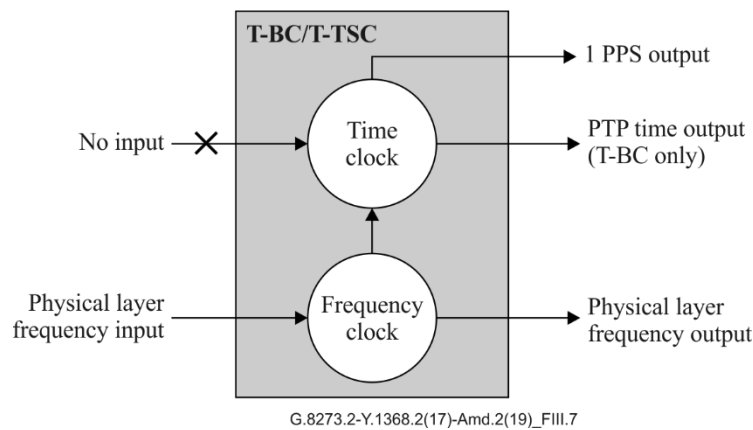 T-BC/T-TSC
1 PPS output
No input
Time
clock
PTP time output
(T-BC only)
Physical layer
frequency input
Frequency
clock
Physical layer
frequency output
G.8273.2-Y.1368.2(17)-Amd.2(19)_FIII.7